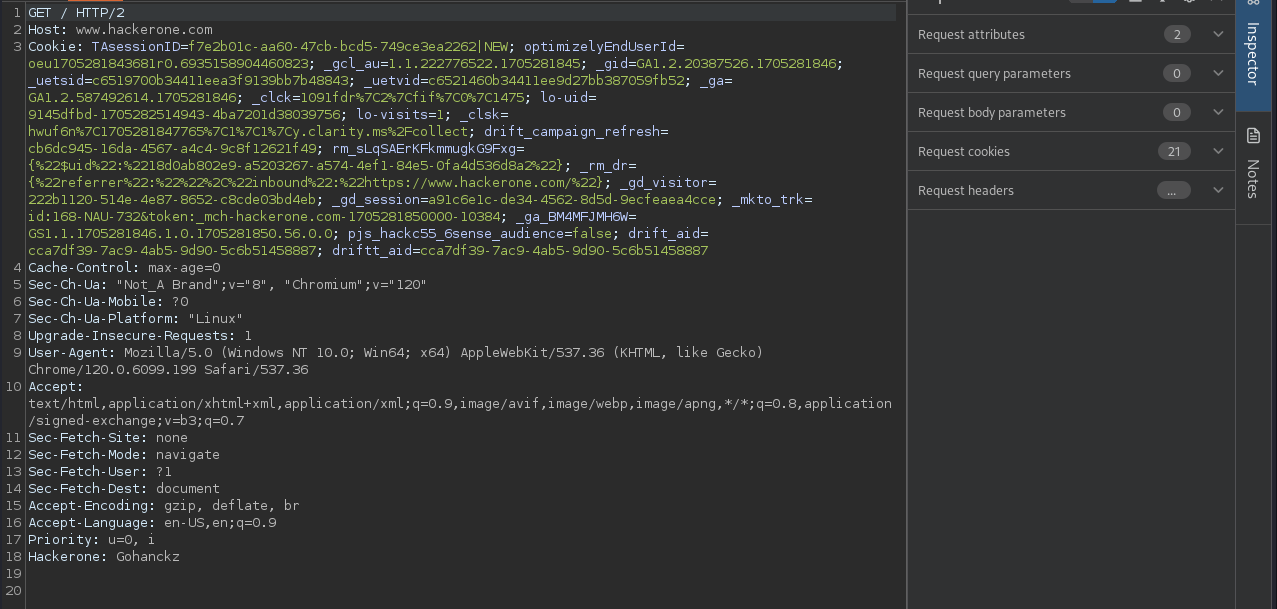 1 GET / HTTP/2
2 Host: www.hackerone.com
3 Cookie: TAsessionID=f7e2b01c-aa60-47cb-bcd5-749ce3ea2262|NEW; optimizelyEndUserId=
oeu1705281843681r0.6935158904460823; _gcl_au=1.1.222776522.1705281845; _gid=GA1.2.20387526.1705281846;
_uetsid=c6519700b34411eea3f9139bb7b48843; _uetvid=c6521460b34411ee9d27bb387059fb52; _ga=
GA1.2.587492614.1705281846; _clck=1091fdr%7C2%7Cfif%7C0%7C1475; lo-uid=
9145dfbd-1705282514943-4ba7201d38039756; lo-visits=1; _clsk=
hwuf6n%7C1705281847765%7C1%7C1%7Cy.clarity.ms%2Fcollect; drift_campaign_refresh=
cb6dc945-16da-4567-a4c4-9c8f12621f49; rm_sLqSAErKFkmmugkG9Fxg=
{%22$uid%22:%2218d0ab802e9-a5203267-a574-4ef1-84e5-0fa4d536d8a2%22}; _rm_dr=
{%22referrer%22:%22%22%2C%22inbound%22:%22https://www.hackerone.com/%22}; _gd_visitor=
222b1120-514e-4e87-8652-c8cde03bd4eb; _gd_session=a91c6e1c-de34-4562-8d5d-9ecfeaea4cce; _mkto_trk=
id:168-NAU-732&token:_mch-hackerone.com-1705281850000-10384; _ga_BM4MFJMH6W=
GS1.1.1705281846.1.0.1705281850.56.0.0; pjs_hackc55_6sense_audience=false; drift_aid=
cca7df39-7ac9-4ab5-9d90-5c6b51458887; driftt_aid=cca7df39-7ac9-4ab5-9d90-5c6b51458887
4 Cache-Control: max-age=0
5 Sec-Ch-Ua: "Not_A Brand";v="8", "Chromium";v="120"
6 Sec-Ch-Ua-Mobile: ?0
7 Sec-Ch-Ua-Platform: "Linux"
8 Upgrade-Insecure-Requests: 1
9 User-Agent: Mozilla/5.0 (Windows NT 10.0; Win64; x64) AppleWebKit/537.36 (KHTML, like Gecko)
Chrome/120.0.6099.199 Safari/537.36
10 Accept:
text/html,application/xhtml+xml,application/xml;q=0.9,image/avif,image/webp,image/apng,*/*;q=0.8,application
/signed-exchange;v=b3;q=0.7
11 Sec-Fetch-Site: none
12 Sec-Fetch-Mode: navigate
13 Sec-Fetch-User: ?1
14 Sec-Fetch-Dest: document
15 Accept-Encoding: gzip, deflate, br
16 Accept-Language: en-US,en;q=0.9
17 Priority: u=0, i
18 Hackerone: Gohanckz
19
20
Request attributes 2
Request query parameters 0
Request body parameters 0
Request cookies 21
Request headers ...
Inspector
Notes